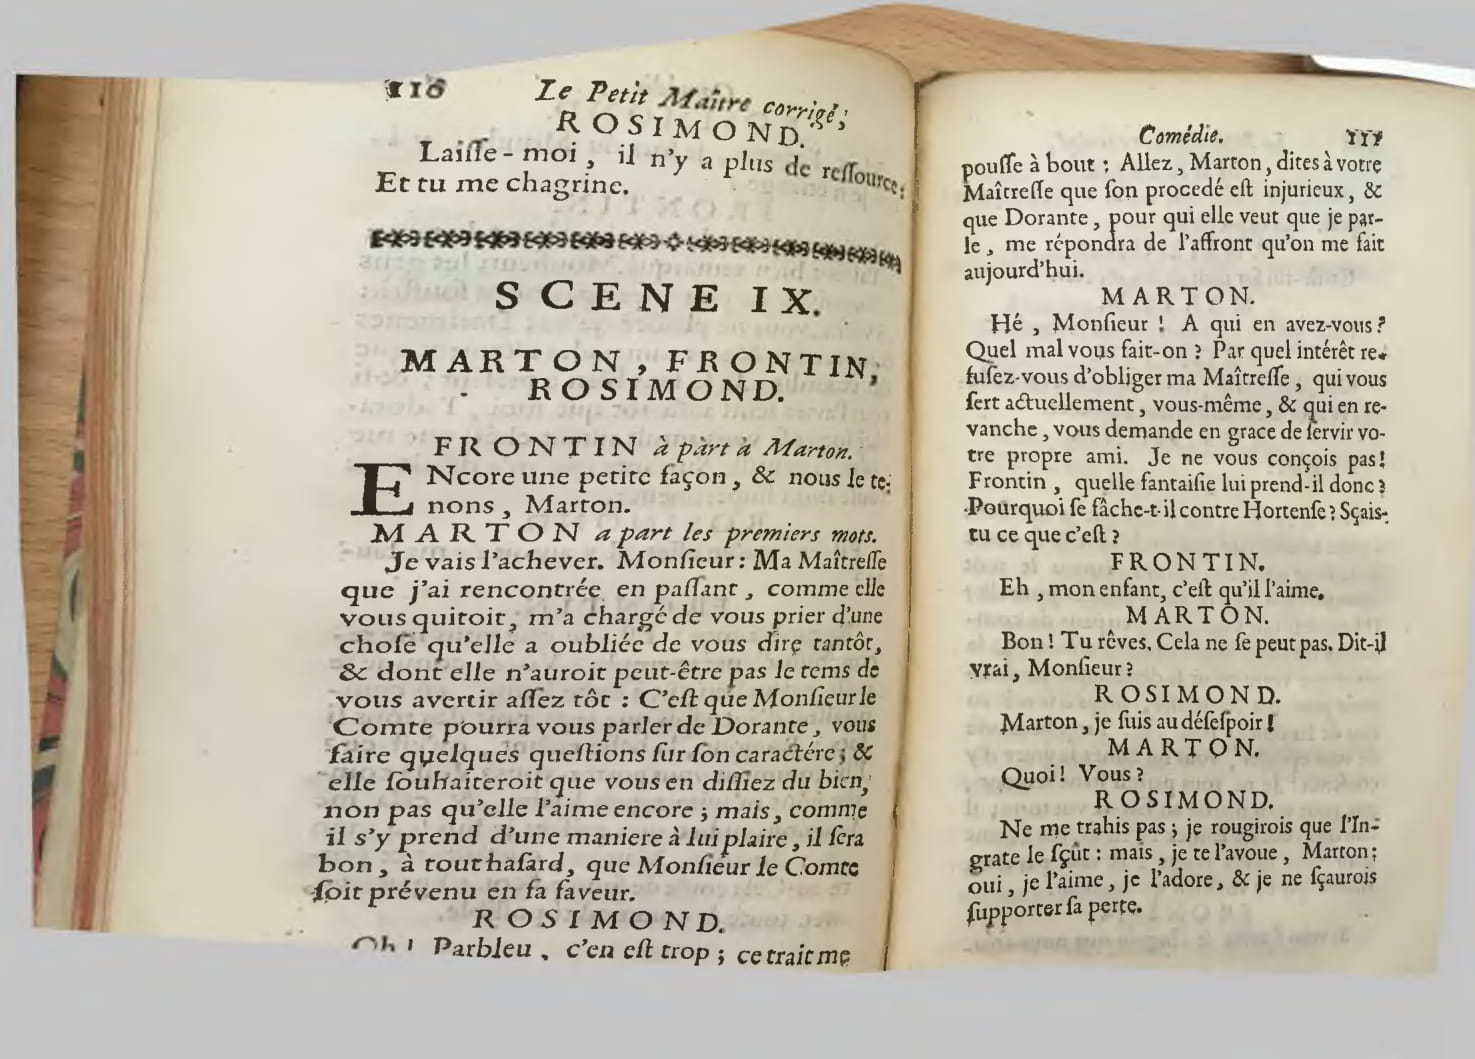 110 Le Petit Maître corrigé;
ROSIMOND.
Laiſſe-moi, il n'y a plus de reſſource:
Et tu me chagrine.
SCENE IX.
MARTON, FRONTIN,
ROSIMOND.
FRONTIN à part à Marton.
ENcore une petite façon, & nous le te-
nons, Marton.
MARTON a part les premiers mots.
Je vais l'achever. Monſieur: Ma Maîtreſſe
que j'ai rencontrée en paſſant, comme elle
vous quitoit, m'a chargé de vous prier d'une
choſe qu'elle a oubliée de vous dire tantôt,
& dont elle n'auroit peut-être pas le tems de
vous avertir aſſez tôt : C'eſt que Monſieur le
Comte pourra vous parler de Dorante, vous
faire quelques queſtions ſur ſon caractére; &
elle ſouhaiteroit que vous en diſſiez du bien,
non pas qu'elle l'aime encore; mais, comme
il s'y prend d'une maniere à lui plaire, il ſera
bon, à tout haſard, que Monſieur le Comte
ſoit prévenu en ſa faveur.
ROSIMOND.
Oh! Parbleu, c'en eſt trop; ce trait me
Comédie. 111
pouſſe à bout: Allez, Marton, dites à votre
Maîtreſſe que ſon procedé eſt injurieux, &
que Dorante, pour qui elle veut que je par-
le, me répondra de l'affront qu'on me fait
aujourd'hui.
MARTON.
Hé, Monſieur! A qui en avez-vous?
Quel mal vous fait-on? Par quel intérêt re-
fuſez-vous d'obliger ma Maîtreſſe, qui vous
ſert actuellement, vous-même, & qui en re-
vanche, vous demande en grace de ſervir vo-
tre propre ami. Je ne vous conçois pas!
Frontin, quelle fantaiſie lui prend-il donc?
Pourquoi ſe fâche-t-il contre Hortenſe? Sçais-
tu ce que c'eſt?
FRONTIN.
Eh, mon enfant, c'eſt qu'il l'aime.
MARTON.
Bon! Tu rêves. Cela ne ſe peut pas. Dit-il
vrai, Monſieur?
ROSIMOND.
Marton, je ſuis au déſeſpoir!
MARTON.
Quoi! Vous?
ROSIMOND.
Ne me trahis pas; je rougirois que l'In-
grate le ſçût: mais, je te l'avoue, Marton;
oui, je l'aime, je l'adore, & je ne ſçaurois
ſupporter ſa perte.